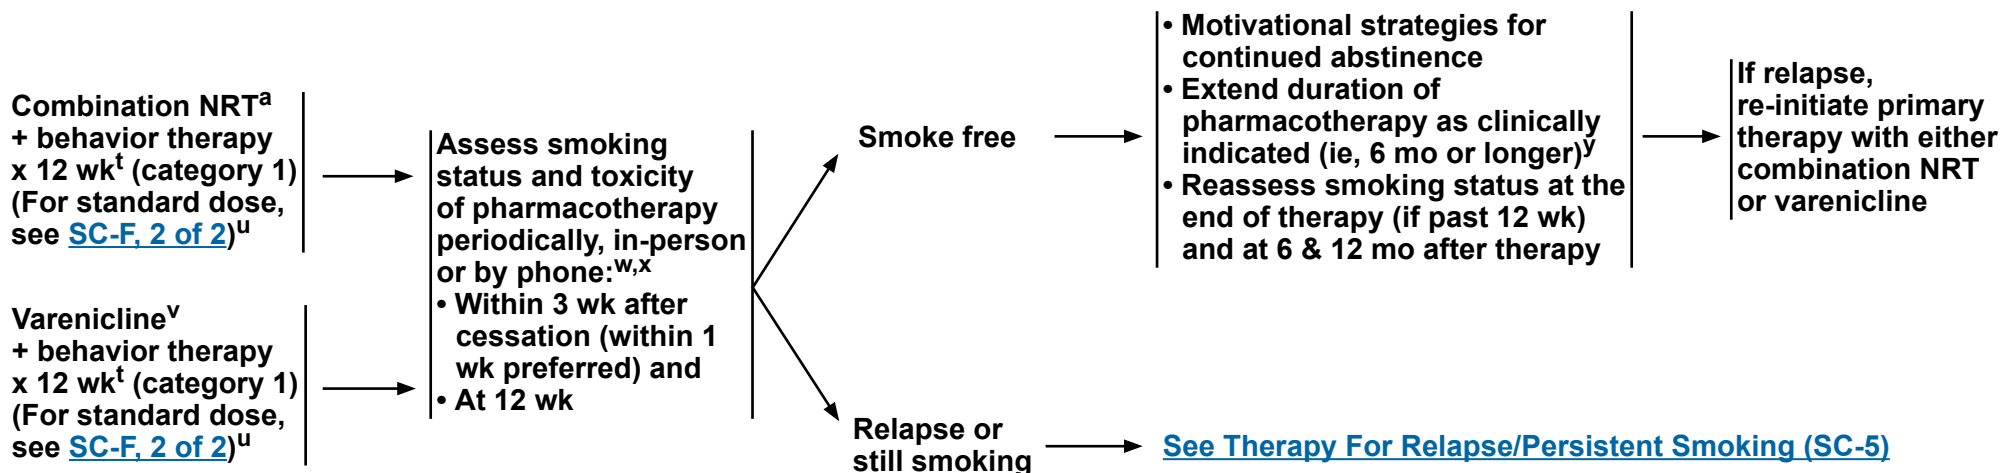 Combination NRTa
+ behavior therapy
x 12 wkt (category 1)
(For standard dose,
see SC-F, 2 of 2)u
Vareniclinev
+ behavior therapy
x 12 wkt (category 1)
(For standard dose,
see SC-F, 2 of 2)u
Assess smoking
status and toxicity
of pharmacotherapy
periodically, in-person
or by phone:w,x
• Within 3 wk after
cessation (within 1
wk preferred) and
• At 12 wk
Smoke free
• Motivational strategies for
continued abstinence
• Extend duration of
pharmacotherapy as clinically
indicated (ie, 6 mo or longer)y
• Reassess smoking status at the
end of therapy (if past 12 wk)
and at 6 & 12 mo after therapy
If relapse,
re-initiate primary
therapy with either
combination NRT
or varenicline
Relapse or
still smoking
See Therapy For Relapse/Persistent Smoking (SC-5)